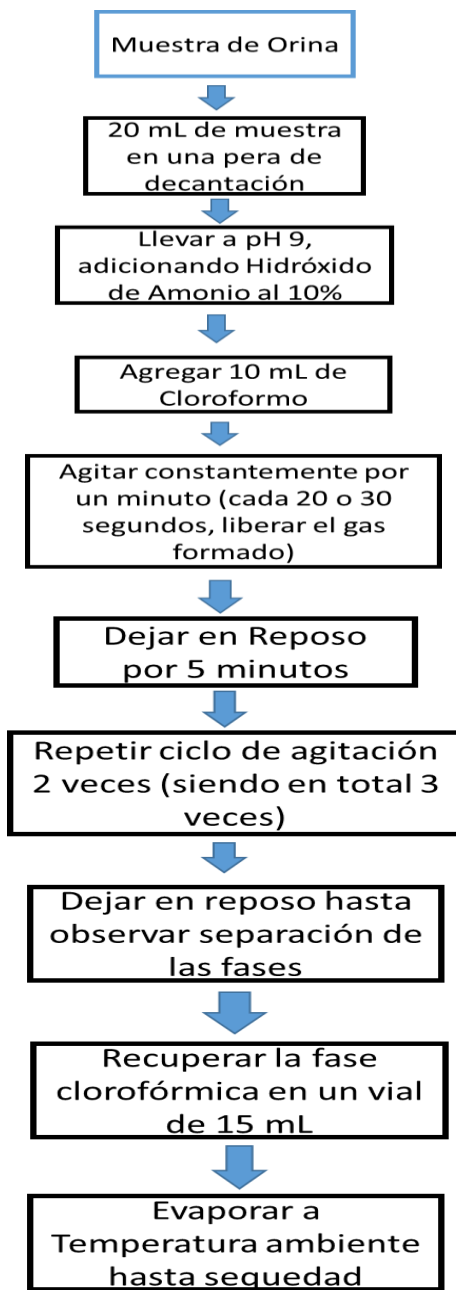 Muestra de Orina
20 mL de muestra
en una pera de
decantación
Llevar a pH 9,
adicionando Hidróxido
de Amonio al 10%
Agregar 10 mL de
Cloroformo
Agitar constantemente por
un minuto (cada 20 o 30
segundos, liberar el gas
formado)
Dejar en Reposo
por 5 minutos
Repetir ciclo de agitación
2 veces (siendo en total 3
veces)
Dejar en reposo hasta
observar separación de
las fases
Recuperar la fase
clorofórmica en un vial
de 15 mL
Evaporar a
Temperatura ambiente
hasta sequedad